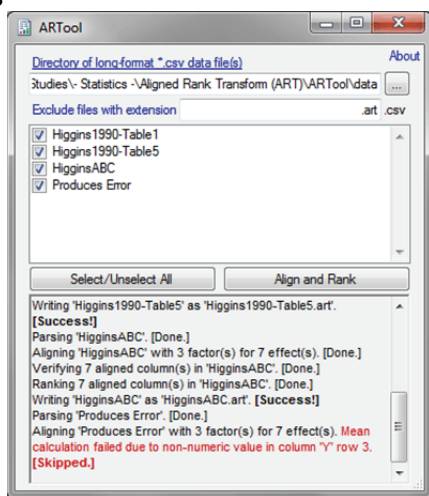 ARTool
About
Directory of long-format *.csv data file(s)
Studies\- Statistics -\Aligned Rank Transform (ART)\ARTool\data ...
Exclude files with extension .art .csv
Higgins1990-Table1
Higgins1990-Table5
HigginsABC
Produces Error
Select/Unselect All Align and Rank
Writing 'Higgins1990-Table5' as 'Higgins1990-Table5.art'.
[Success!]
Parsing 'HigginsABC'. [Done.]
Aligning 'HigginsABC' with 3 factor(s) for 7 effect(s). [Done.]
Verifying 7 aligned column(s) in 'HigginsABC'. [Done.]
Ranking 7 aligned column(s) in 'HigginsABC'. [Done.]
Writing 'HigginsABC' as 'HigginsABC.art'. [Success!]
Parsing 'Produces Error'. [Done.]
Aligning 'Produces Error' with 3 factor(s) for 7 effect(s). Mean
calculation failed due to non-numeric value in column "Y" row 3.
[Skipped.]